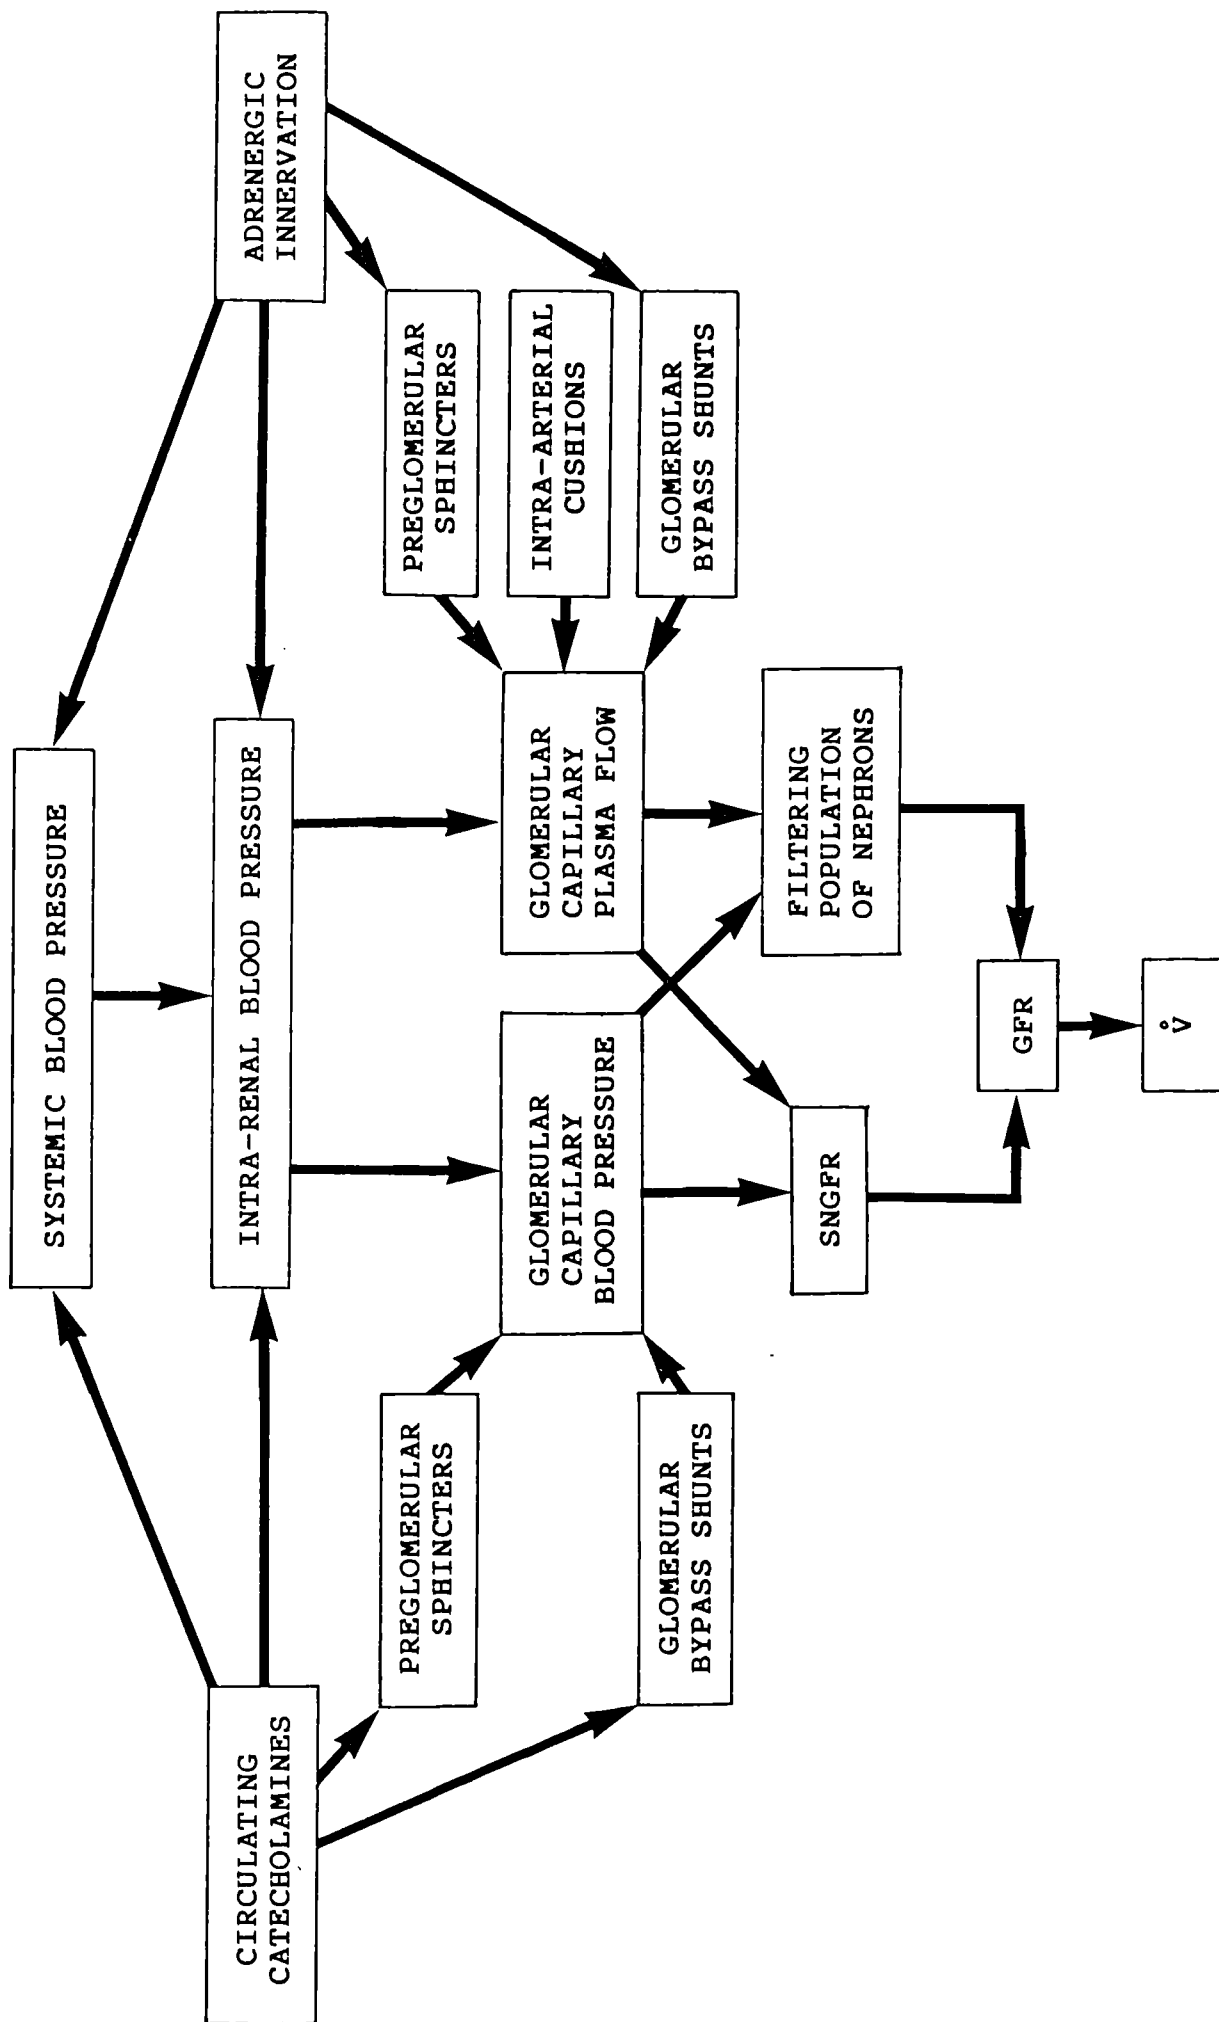 SYSTEMIC BLOOD PRESSURE
CIRCULATING
CATECHOLAMINES
INTRA-RENAL BLOOD PRESSURE
ADRENERGIC
INNERVATION
PREGLOMERULAR
SPHINCTERS
PREGLOMERULAR
SPHINCTERS
GLOMERULAR
CAPILLARY
BLOOD PRESSURE
GLOMERULAR
CAPILLARY
PLASMA FLOW
INTRA-ARTERIAL
CUSHIONS
GLOMERULAR
BYPASS SHUNTS
GLOMERULAR
BYPASS SHUNTS
SNGFR
FILTERING
POPULATION
OF NEPHRONS
GFR
V̊